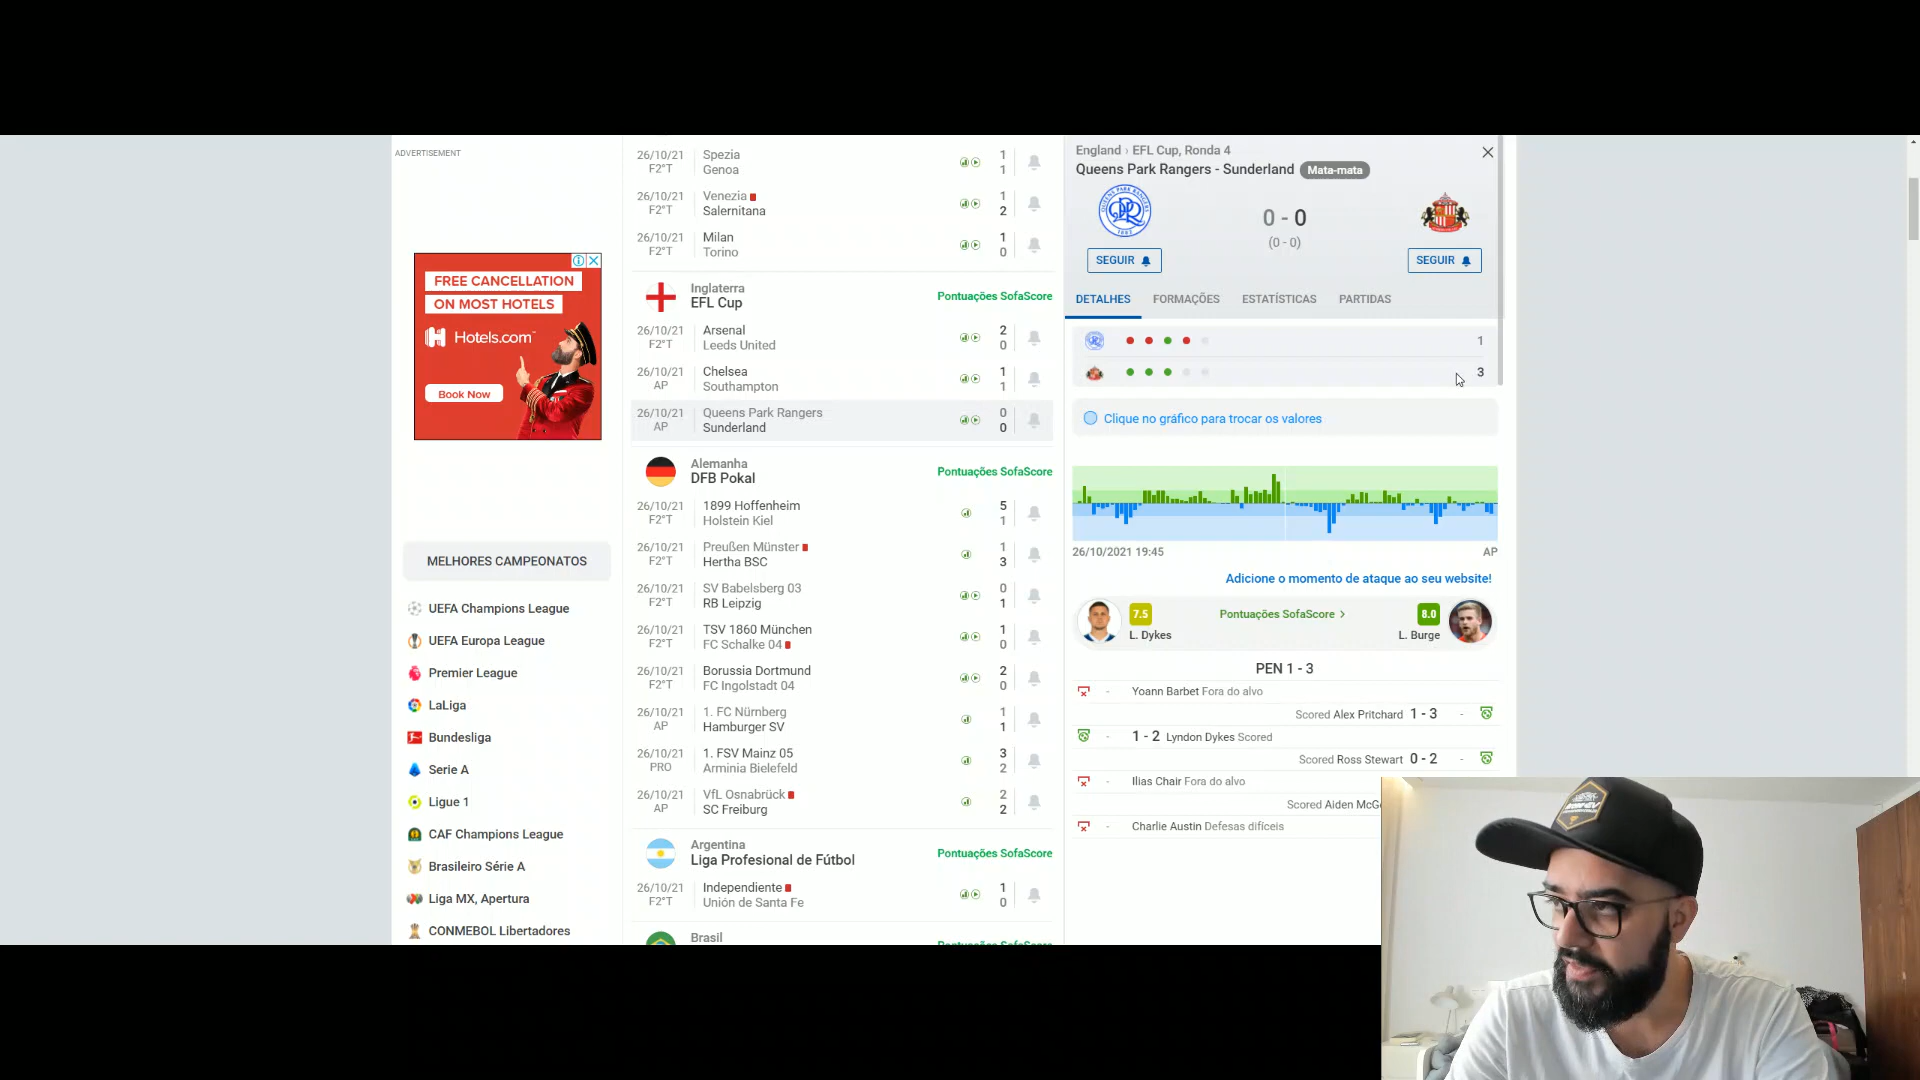 ADVERTISEMENT
FREE CANCELLATION
ON MOST HOTELS
Hotels.com
Book Now
MELHORES CAMPEONATOS
UEFA Champions League
UEFA Europa League
Premier League
LaLiga
Bundesliga
Serie A
Ligue 1
CAF Champions League
Brasileiro Série A
Liga MX, Apertura
CONMEBOL Libertadores
26/10/21 Spezia 1
F2°T Genoa 1
26/10/21 Venezia 1
F2°T Salernitana 2
26/10/21 Milan 1
F2°T Torino 0
Inglaterra
EFL Cup Pontuações SofaScore
26/10/21 Arsenal 2
F2°T Leeds United 0
26/10/21 Chelsea 1
AP Southampton 1
26/10/21 Queens Park Rangers 0
AP Sunderland 0
Alemanha
DFB Pokal Pontuações SofaScore
26/10/21 1899 Hoffenheim 5
F2°T Holstein Kiel 1
26/10/21 Preußen Münster 1
F2°T Hertha BSC 3
26/10/21 SV Babelsberg 03 0
F2°T RB Leipzig 1
26/10/21 TSV 1860 München 1
F2°T FC Schalke 04 0
26/10/21 Borussia Dortmund 2
F2°T FC Ingolstadt 04 0
26/10/21 1. FC Nürnberg 1
AP Hamburger SV 1
26/10/21 1. FSV Mainz 05 3
PRO Arminia Bielefeld 2
26/10/21 VfL Osnabrück 2
AP SC Freiburg 2
Argentina
Liga Profesional de Fútbol Pontuações SofaScore
26/10/21 Independiente 1
F2°T Unión de Santa Fe 0
Brasil
Pontuações SofaScore
England › EFL Cup, Ronda 4
Queens Park Rangers - Sunderland Mata-mata
0 - 0
(0 - 0)
SEGUIR SEGUIR
DETALHES FORMAÇÕES ESTATÍSTICAS PARTIDAS
1
3
Clique no gráfico para trocar os valores
26/10/2021 19:45 AP
Adicione o momento de ataque ao seu website!
7.5 Pontuações SofaScore > 8.0
L. Dykes L. Burge
PEN 1 - 3
- Yoann Barbet Fora do alvo
Scored Alex Pritchard 1 - 3 -
- 1 - 2 Lyndon Dykes Scored
Scored Ross Stewart 0 - 2 -
- Ilias Chair Fora do alvo
Scored Aiden McG
- Charlie Austin Defesas difíceis